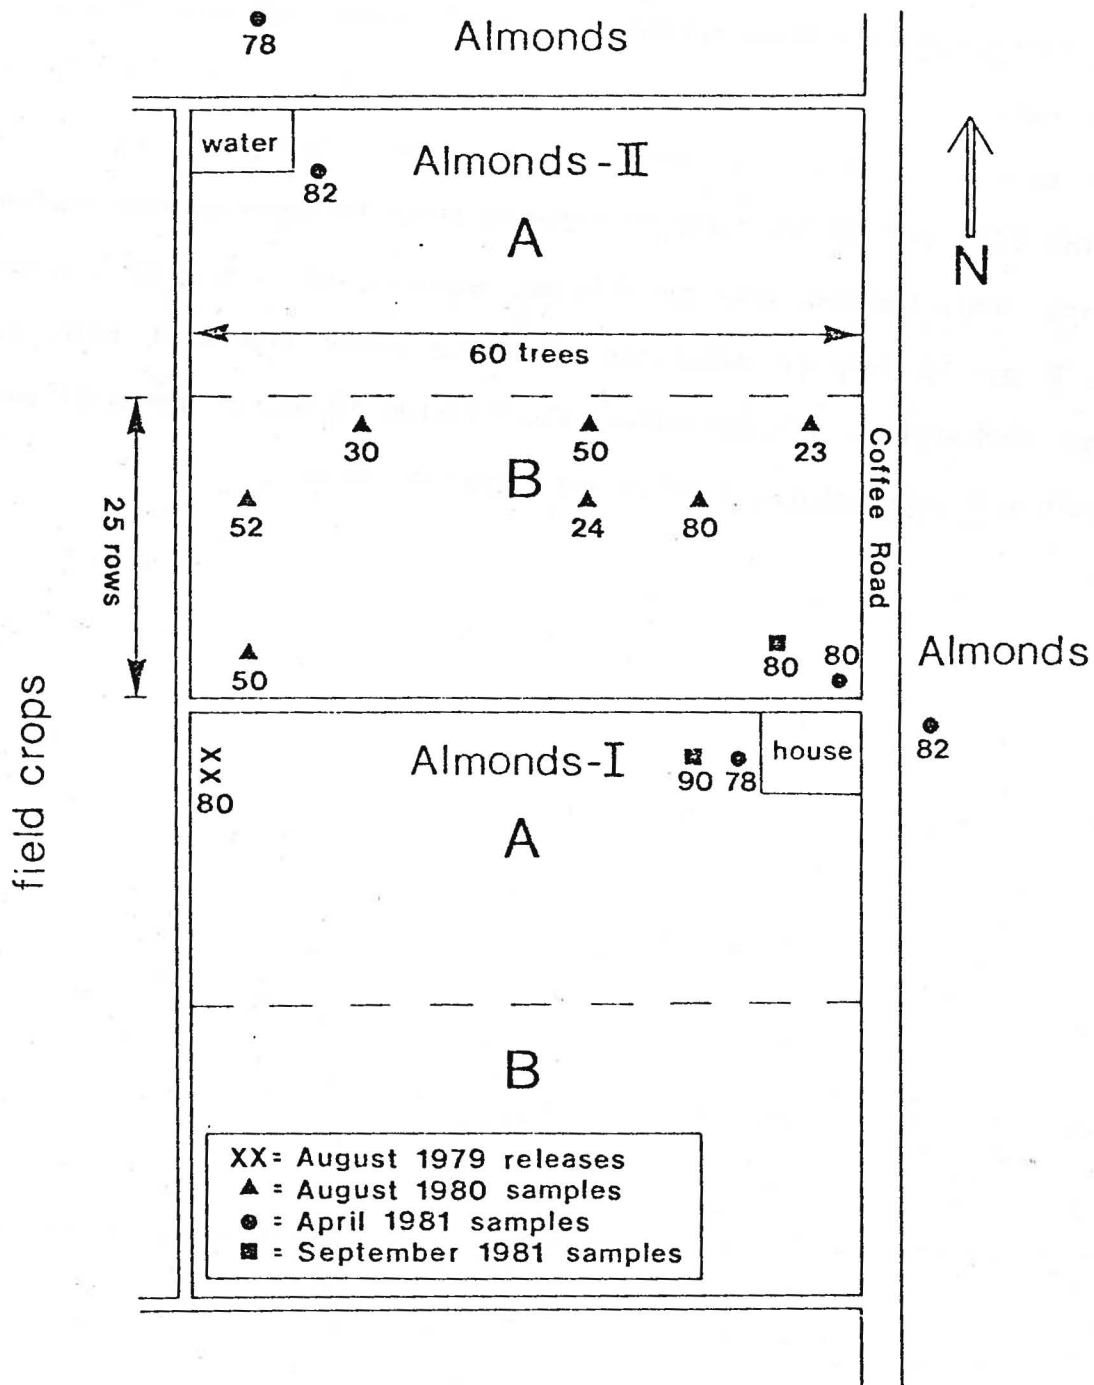 Almonds
78
water
Almonds-II
82
A
N
60 trees
30
50
23
B
52
24
80
25 rows
Coffee Road
50
80
80
Almonds
82
field crops
XX
80
Almonds-I
90
78
house
A
B
XX = August 1979 releases
▲ = August 1980 samples
● = April 1981 samples
■ = September 1981 samples